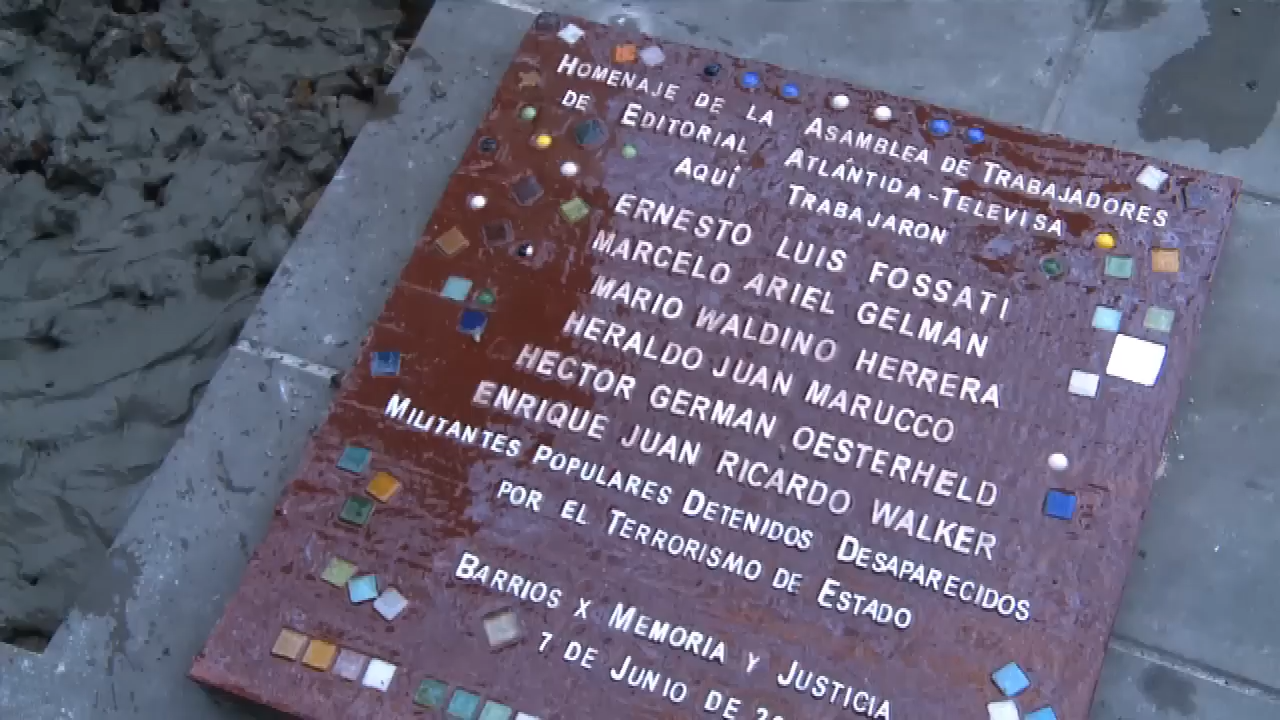 HOMENAJE DE LA ASAMBLEA DE TRABAJADORES
DE EDITORIAL ATLÁNTIDA-TELEVISA
AQUÍ TRABAJARON
ERNESTO LUIS FOSSATI
MARCELO ARIEL GELMAN
MARIO WALDINO HERRERA
HERALDO JUAN MARUCCO
HECTOR GERMAN OESTERHELD
ENRIQUE JUAN RICARDO WALKER
MILITANTES POPULARES DETENIDOS DESAPARECIDOS
POR EL TERRORISMO DE ESTADO
BARRIOS X MEMORIA Y JUSTICIA
7 DE JUNIO DE